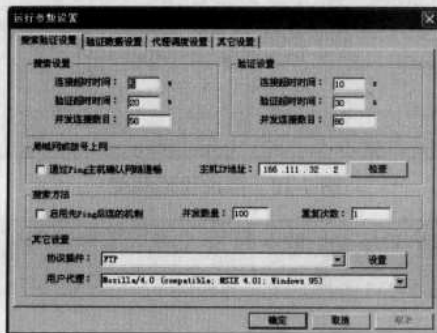 运行参数设置
搜索验证设置 验证数据设置 代理调度设置 其它设置
搜索设置 验证设置
连接超时时间： s 连接超时时间： 10 s
验证超时时间： 20 s 验证超时时间： 30 s
并发连接数目： 50 并发连接数目： 80
局域网或拨号上网
通过Ping主机确认网络通畅 主机IP地址： 166 .111 . 32 . 2 检查
搜索方法
启用先Ping后连的机制 并发数量： 100 重复次数： 1
其它设置
协议插件： FTP 设置
用户代理： Mozilla/4.0 (compatible; MSIE 4.01; Windows 95)
确定 取消